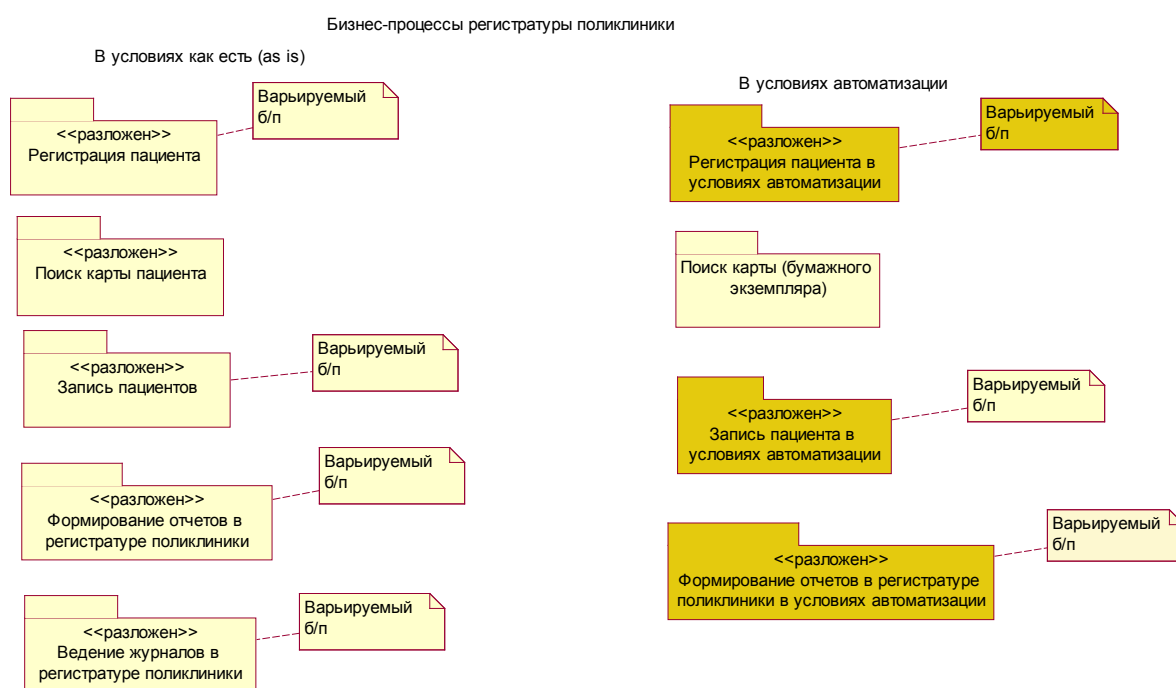 Бизнес-процессы регистратуры поликлиники
В условиях как есть (as is)
Варьируемый
б/п
<<разложен>>
Регистрация пациента
<<разложен>>
Поиск карты пациента
Варьируемый
б/п
<<разложен>>
Запись пациентов
Варьируемый
б/п
<<разложен>>
Формирование отчетов в
регистратуре поликлиники
Варьируемый
б/п
<<разложен>>
Ведение журналов в
регистратуре поликлиники
В условиях автоматизации
Варьируемый
б/п
<<разложен>>
Регистрация пациента в
условиях автоматизации
Поиск карты (бумажного
экземпляра)
Варьируемый
б/п
<<разложен>>
Запись пациента в
условиях автоматизации
Варьируемый
б/п
<<разложен>>
Формирование отчетов в регистратуре
поликлиники в условиях автоматизации